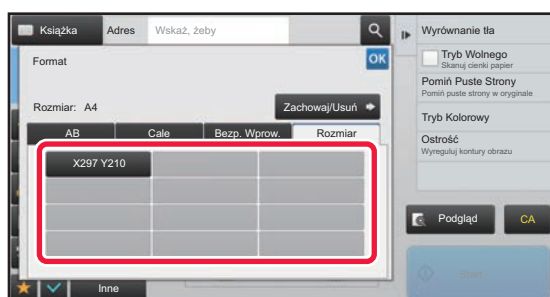 Książka
Adres
Wskaż, żeby
Format
OK
Rozmiar: A4
Zachowaj/Usuń
AB
Cale
Bezp. Wprow.
Rozmiar
X297 Y210
Inne
Wyrównanie tła
Tryb Wolnego
Skanuj cienki papier
Pomiń Puste Strony
Pomiń puste strony w oryginale
Tryb Kolorowy
Ostrość
Wyreguluj kontury obrazu
Podgląd
CA
Start